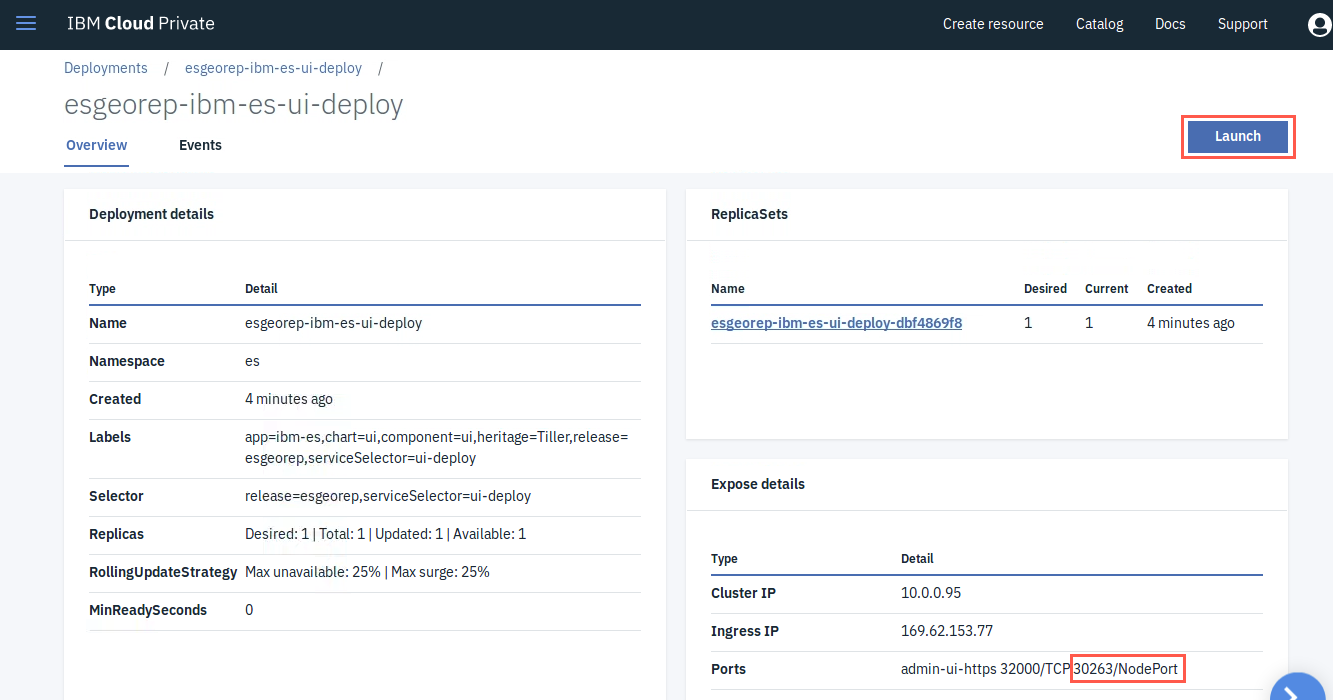 IBM Cloud Private
Create resource Catalog Docs Support
Deployments / esgeorep-ibm-es-ui-deploy /
esgeorep-ibm-es-ui-deploy
Overview Events
Launch
Deployment details
Type Detail
Name esgeorep-ibm-es-ui-deploy
Namespace es
Created 4 minutes ago
Labels app=ibm-es,chart=ui,component=ui,heritage=Tiller,release=
esgeorep,serviceSelector=ui-deploy
Selector release=esgeorep,serviceSelector=ui-deploy
Replicas Desired: 1 | Total: 1 | Updated: 1 | Available: 1
RollingUpdateStrategy Max unavailable: 25% | Max surge: 25%
MinReadySeconds 0
ReplicaSets
Name Desired Current Created
esgeorep-ibm-es-ui-deploy-dbf4869f8 1 1 4 minutes ago
Expose details
Type Detail
Cluster IP 10.0.0.95
Ingress IP 169.62.153.77
Ports admin-ui-https 32000/TCP 30263/NodePort